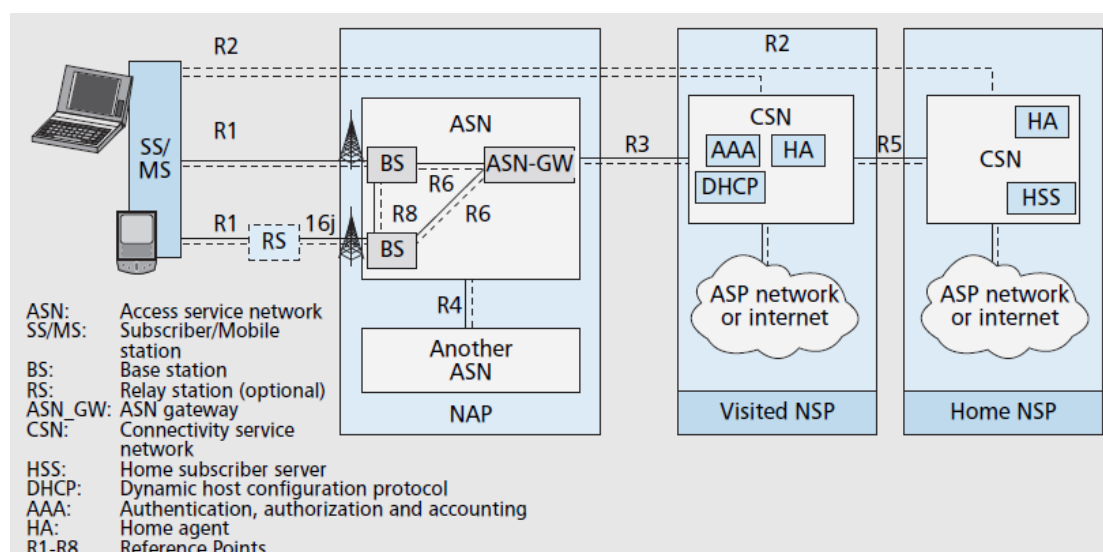 R2
R2
SS/
MS
R1
R1
RS
16j
ASN
BS
ASN-GW
R6
R8
R6
BS
R4
Another
ASN
NAP
R3
CSN
AAA
HA
DHCP
ASP network
or internet
Visited NSP
R5
HA
CSN
HSS
ASP network
or internet
Home NSP
ASN: Access service network
SS/MS: Subscriber/Mobile
station
BS: Base station
RS: Relay station (optional)
ASN_GW: ASN gateway
CSN: Connectivity service
network
HSS: Home subscriber server
DHCP: Dynamic host configuration protocol
AAA: Authentication, authorization and accounting
HA: Home agent
R1-R8 Reference Points